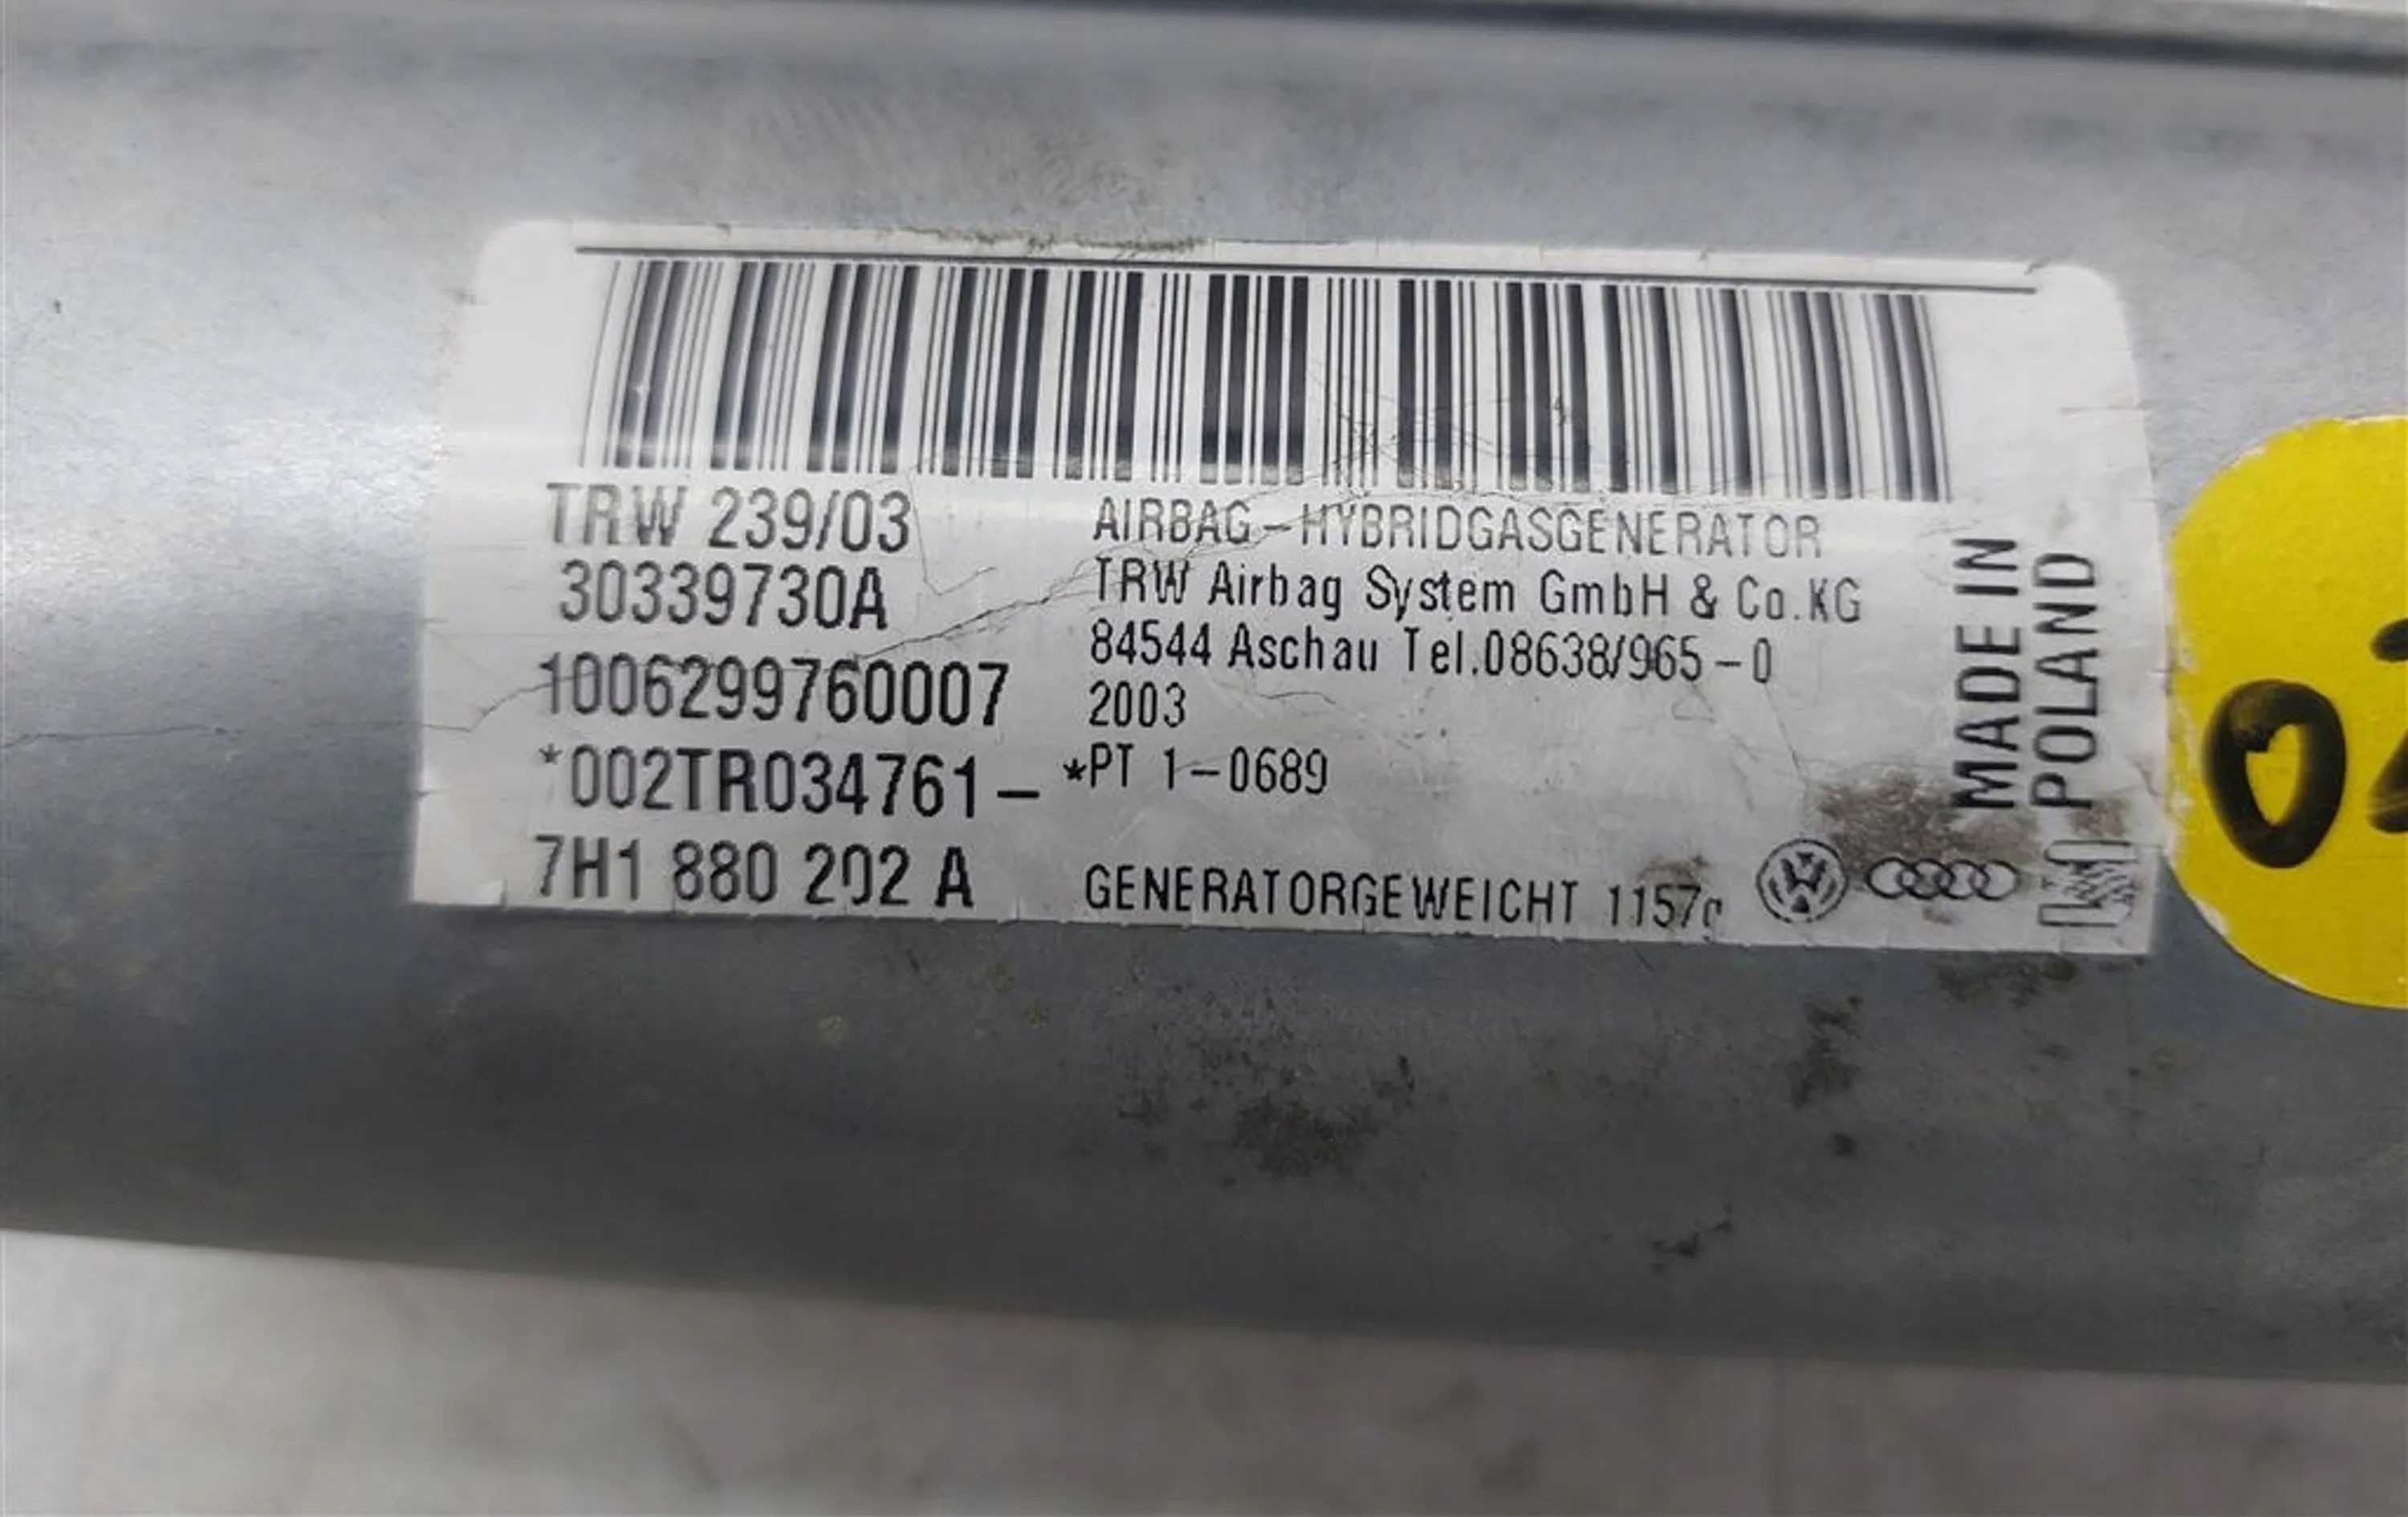 TRW 239/03
30339730A
1006299760007
*002TR034761-
7H1 880 202 A
AIRBAG-HYBRIDGASGENERATOR
TRW Airbag System GmbH & Co.KG
84544 Aschau Tel.08638/965-0
2003
*PT 1-0689
GENERATORGEWEICHT 1157g
MADE IN
POLAND